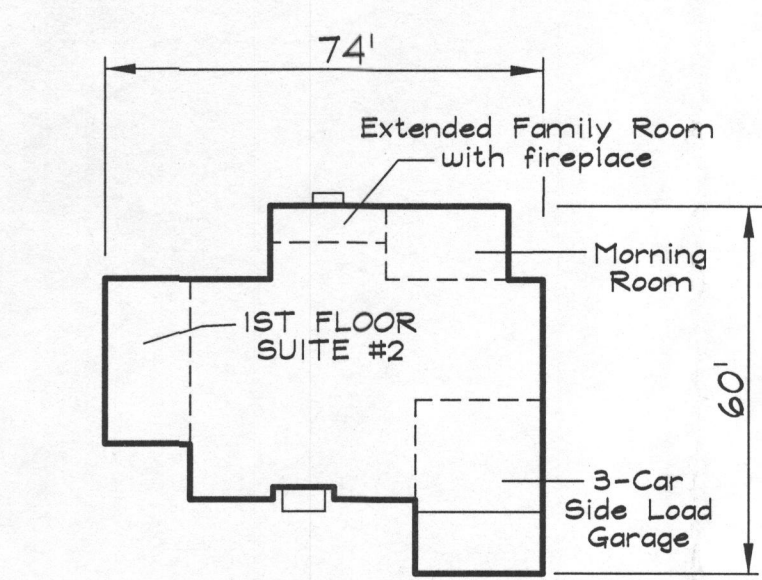 74'
Extended Family Room
with fireplace
Morning
Room
1ST FLOOR
SUITE #2
60'
3-Car
Side Load
Garage